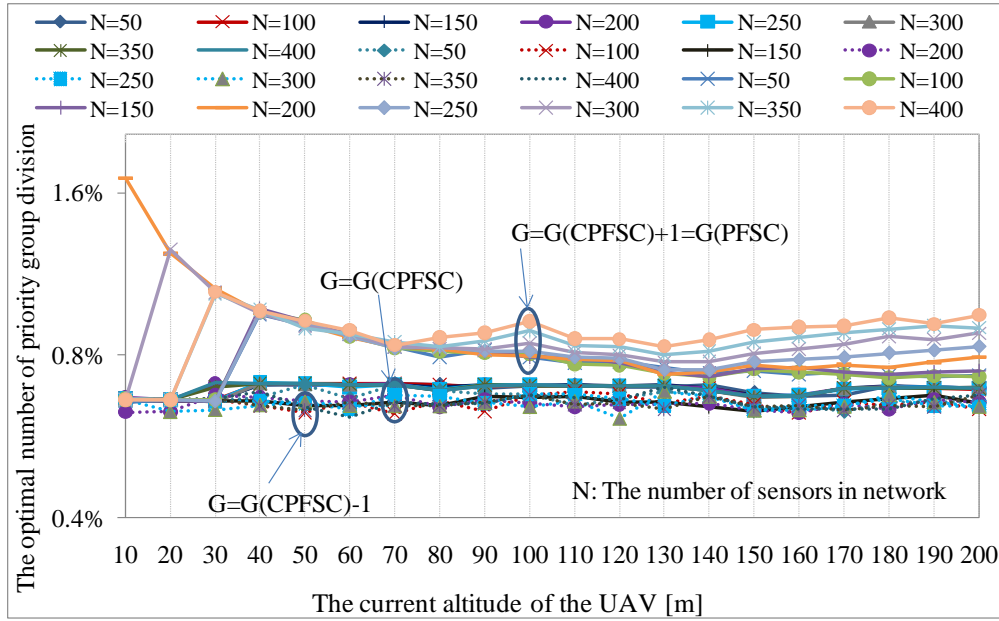 N=50 N=100 N=150 N=200 N=250 N=300
N=350 N=400 N=50 N=100 N=150 N=200
N=250 N=300 N=350 N=400 N=50 N=100
N=150 N=200 N=250 N=300 N=350 N=400
The optimal number of priority group division
1.6%
0.8%
0.4%
G=G(CPFSC)+1=G(PFSC)
G=G(CPFSC)
G=G(CPFSC)-1
N: The number of sensors in network
10 20 30 40 50 60 70 80 90 100 110 120 130 140 150 160 170 180 190 200
The current altitude of the UAV [m]